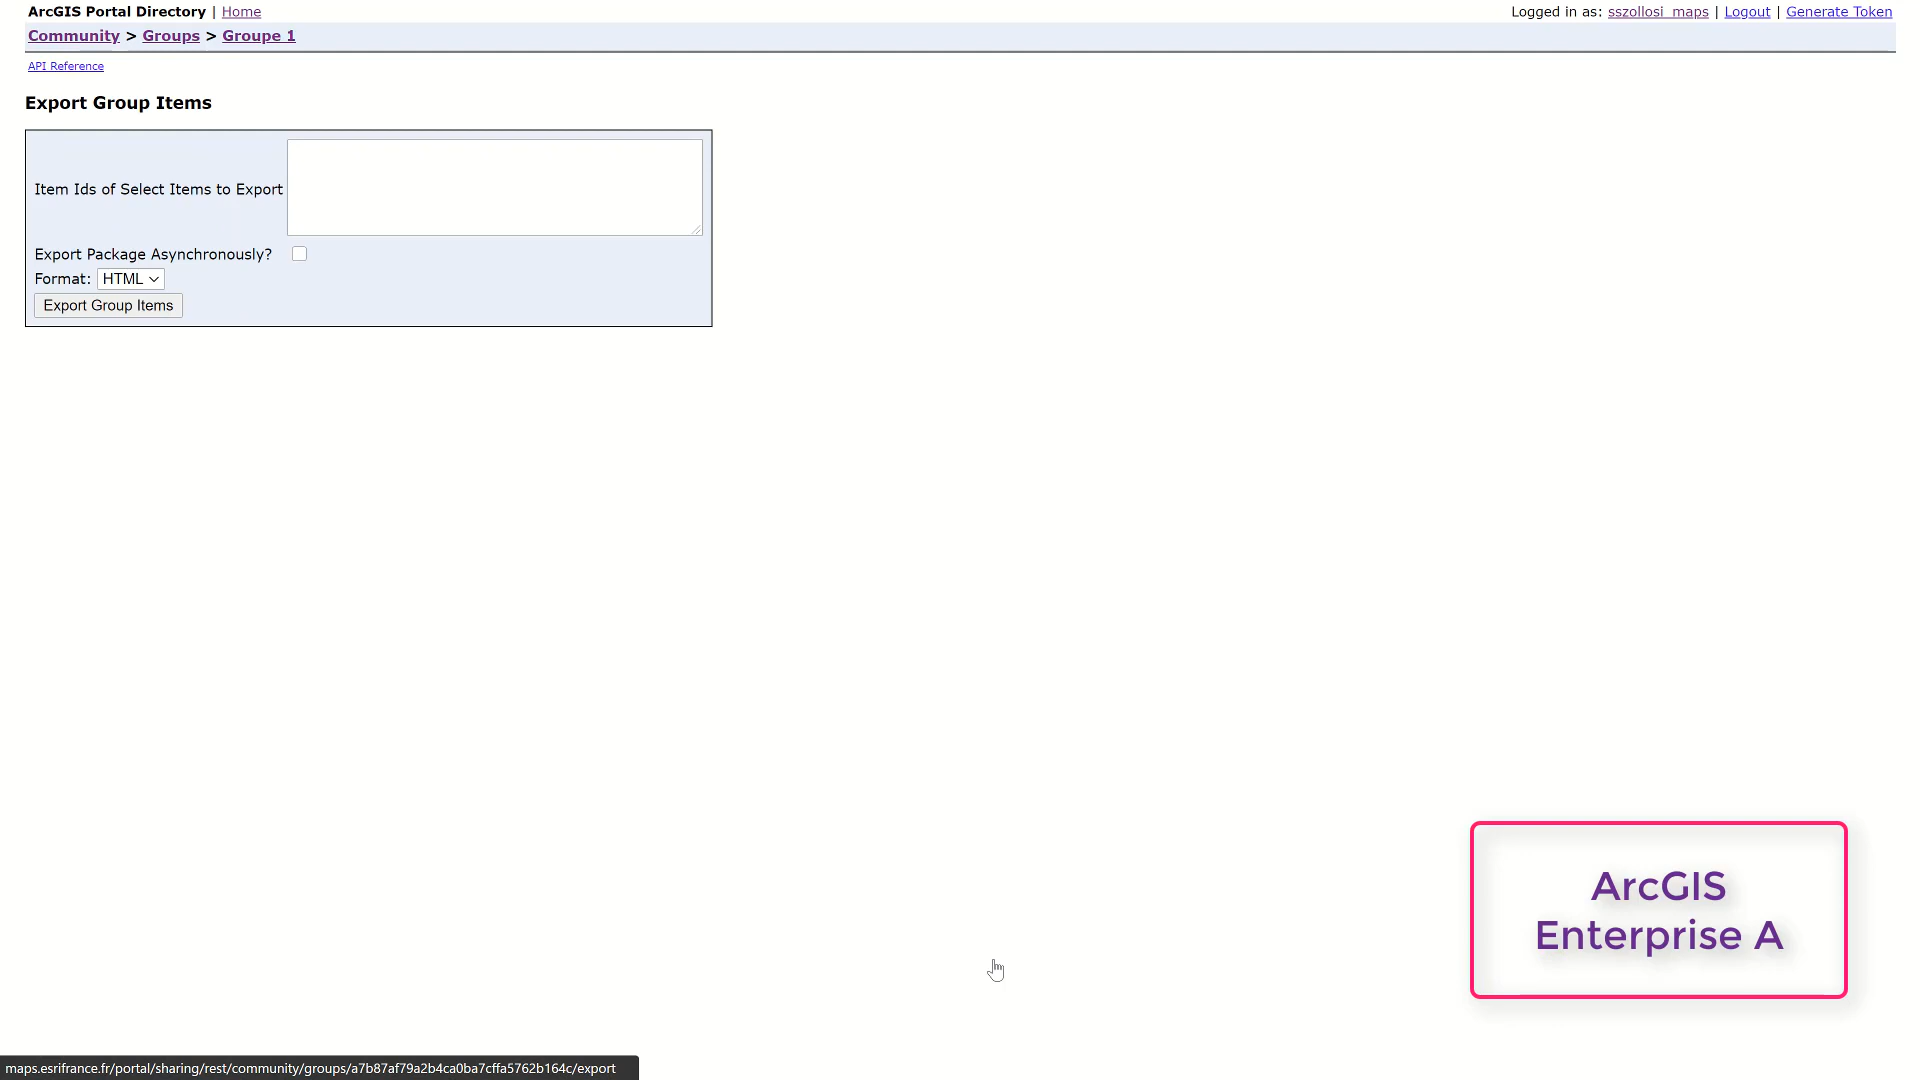 ArcGIS Portal Directory | Home
Logged in as: sszollosi_maps | Logout | Generate Token
Community > Groups > Groupe 1
API Reference
Export Group Items
Item Ids of Select Items to Export
Export Package Asynchronously?
Format: HTML
Export Group Items
ArcGIS
Enterprise A
maps.esrifrance.fr/portal/sharing/rest/community/groups/a7b87af79a2b4ca0ba7cffa5762b164c/export